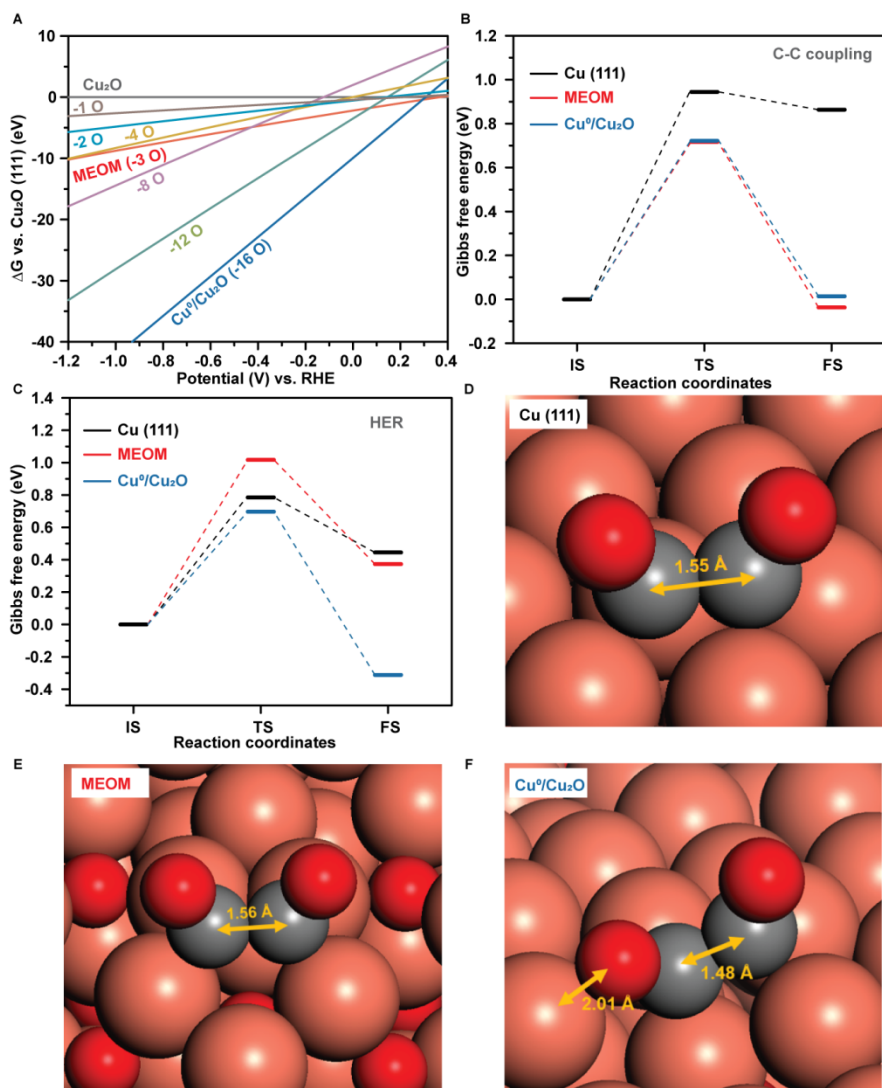 A
10
0
-10
-20
-30
-40
ΔG vs. Cu₂O (111) (eV)
Cu₂O
-1 O
-2 O
-4 O
MEOM (-3 O)
-8 O
-12 O
Cu⁰/Cu₂O (-16 O)
-1.2 -1.0 -0.8 -0.6 -0.4 -0.2 0.0 0.2 0.4
Potential (V) vs. RHE
B
1.2
1.0
0.8
0.6
0.4
0.2
0.0
-0.2
Gibbs free energy (eV)
C-C coupling
Cu (111)
MEOM
Cu⁰/Cu₂O
IS TS FS
Reaction coordinates
C
1.4
1.2
1.0
0.8
0.6
0.4
0.2
0.0
-0.2
-0.4
Gibbs free energy (eV)
HER
Cu (111)
MEOM
Cu⁰/Cu₂O
IS TS FS
Reaction coordinates
D
Cu (111)
1.55 Å
E
MEOM
1.56 Å
F
Cu⁰/Cu₂O
1.48 Å
2.01 Å